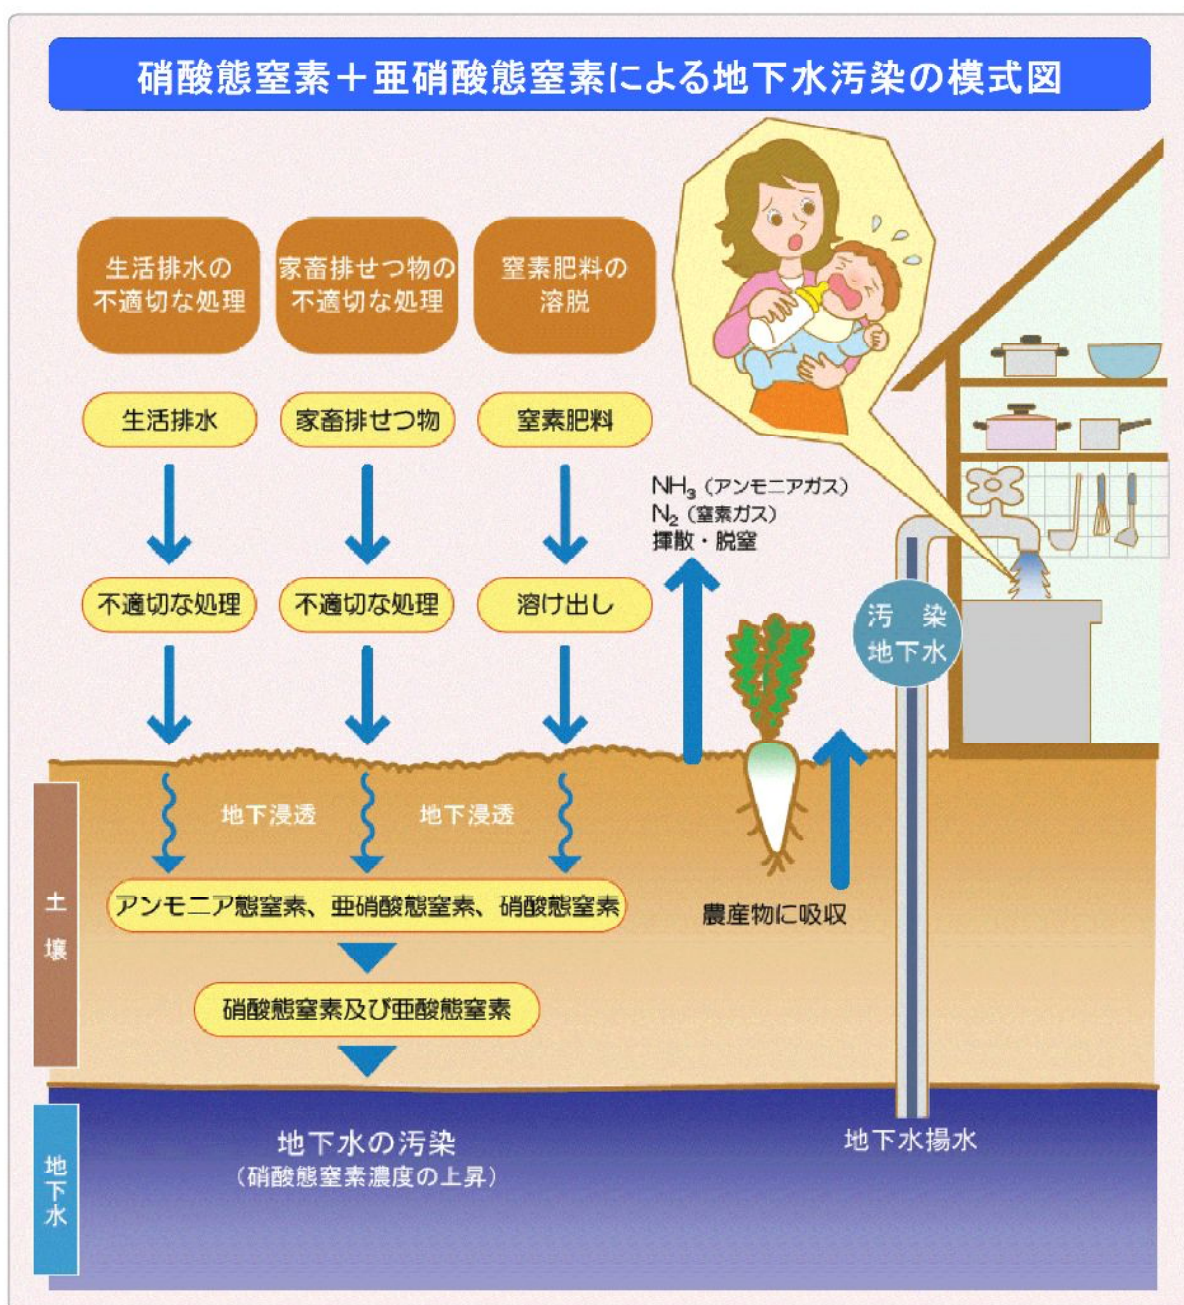 硝酸態窒素＋亜硝酸態窒素による地下水汚染の模式図
生活排水の
不適切な処理
家畜排せつ物の
不適切な処理
窒素肥料の
溶脱
生活排水
家畜排せつ物
窒素肥料
NH₃（アンモニアガス）
N₂（窒素ガス）
揮散・脱窒
不適切な処理
不適切な処理
溶け出し
汚染
地下水
地下浸透
地下浸透
土壌
アンモニア態窒素、亜硝酸態窒素、硝酸態窒素
農産物に吸収
硝酸態窒素及び亜酸態窒素
地下水
地下水の汚染
（硝酸態窒素濃度の上昇）
地下水揚水